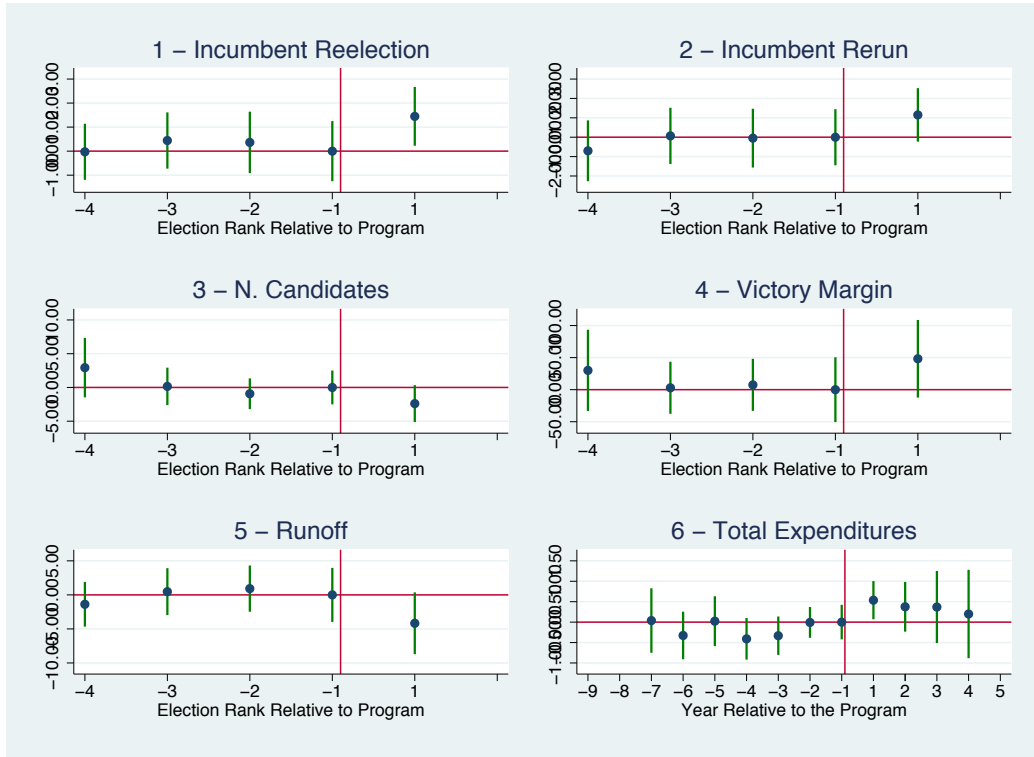 1 – Incumbent Reelection
−4 −3 −2 −1 1
Election Rank Relative to Program
2 – Incumbent Rerun
−4 −3 −2 −1 1
Election Rank Relative to Program
3 – N. Candidates
−4 −3 −2 −1 1
Election Rank Relative to Program
4 – Victory Margin
−4 −3 −2 −1 1
Election Rank Relative to Program
5 – Runoff
−4 −3 −2 −1 1
Election Rank Relative to Program
6 – Total Expenditures
−9 −8 −7 −6 −5 −4 −3 −2 −1 1 2 3 4 5
Year Relative to the Program